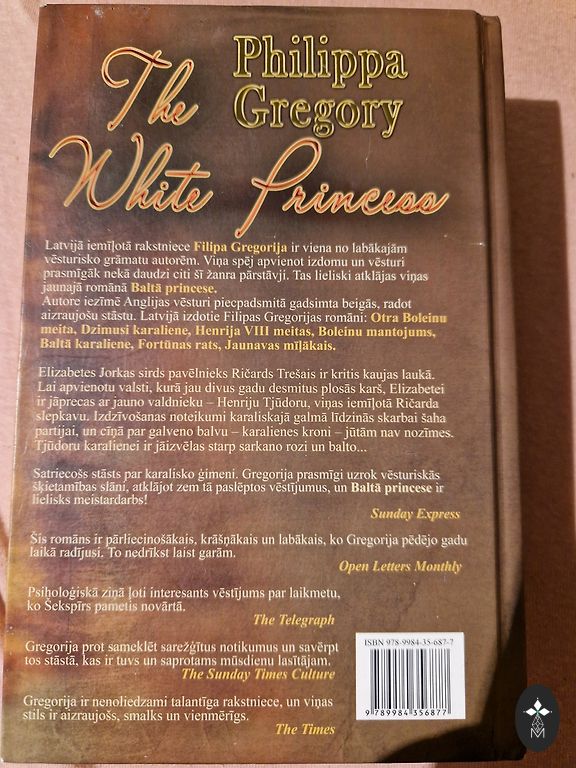 The
Philippa
Gregory
White Princess
Latvijā iemīļotā rakstniece Filipa Gregorija ir viena no labākajām
vēsturisko grāmatu autorēm. Viņa spēj apvienot izdomu un vēsturi
prasmīgāk nekā daudzi citi šī žanra pārstāvji. Tas lieliski atklājas viņas
jaunajā romānā Baltā princese.
Autore iezīmē Anglijas vēsturi piecpadsmitā gadsimta beigās, radot
aizraujošu stāstu. Latvijā izdotie Filipas Gregorijas romāni: Otra Boleinu
meita, Dzimusi karaliene, Henrija VIII meitas, Boleinu mantojums,
Baltā karaliene, Fortūnas rats, Jaunavas mīļākais.
Elizabetes Jorkas sirds pavēlnieks Ričards Trešais ir kritis kaujas laukā.
Lai apvienotu valsti, kurā jau divus gadu desmitus plosās karš, Elizabetei
ir jāprecas ar jauno valdnieku – Henriju Tjūdoru, viņas iemīļotā Ričarda
slepkavu. Izdzīvošanas noteikumi karaliskajā galmā līdzinās skarbai šaha
partijai, un cīņā par galveno balvu – karalienes kroni – jūtām nav nozīmes.
Tjūdoru karalienei ir jāizvēlas starp sarkano rozi un balto...
Satriecošs stāsts par karalisko ģimeni. Gregorija prasmīgi uzrok vēsturiskās
šķietamības slāni, atklājot zem tā paslēptos vēstījumus, un Baltā princese ir
lielisks meistardarbs!
Sunday Express
Šis romāns ir pārliecinošākais, krāšņākais un labākais, ko Gregorija pēdējo gadu
laikā radījusi. To nedrīkst laist garām.
Open Letters Monthly
Psiholoģiskā ziņā ļoti interesants vēstījums par laikmetu,
ko Šekspīrs pametis novārtā.
The Telegraph
Gregorija prot sameklēt sarežģītus notikumus un savērpt
tos stāstā, kas ir tuvs un saprotams mūsdienu lasītājam.
The Sunday Times Culture
Gregorija ir nenoliedzami talantīga rakstniece, un viņas
stils ir aizraujošs, smalks un vienmērīgs.
The Times
ISBN 978-9984-35-687-7
9 789984 356877
M